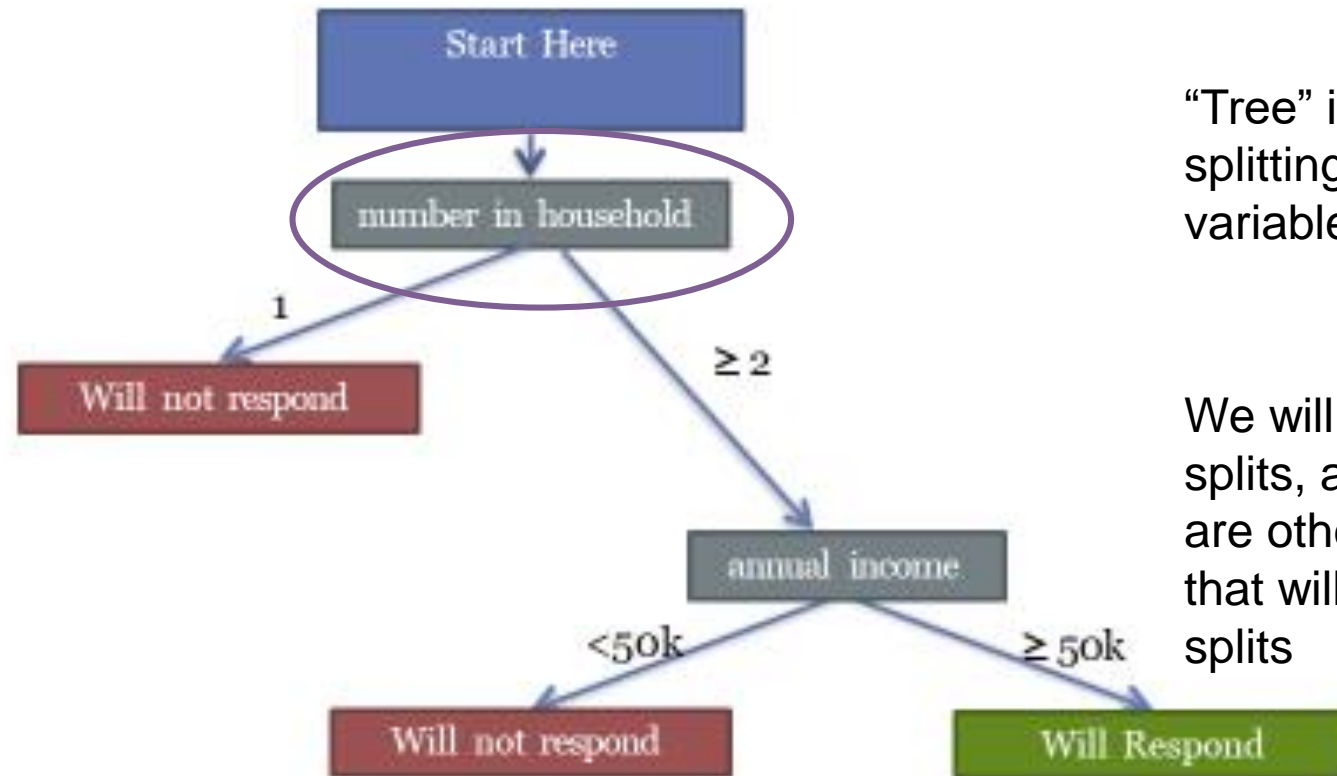 Start Here
number in household
1
≥ 2
Will not respond
annual income
<50k
≥ 50k
Will not respond
Will Respond
“Tree” i
splitting
variable
We will
splits, a
are othe
that will
splits